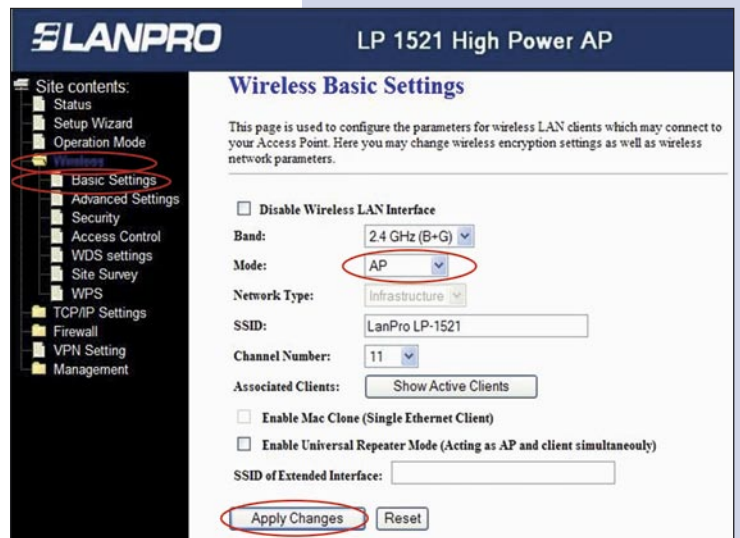 LANPRO
LP 1521 High Power AP
Site contents:
Status
Setup Wizard
Operation Mode
Wireless
Basic Settings
Advanced Settings
Security
Access Control
WDS settings
Site Survey
WPS
TCP/IP Settings
Firewall
VPN Setting
Management
Wireless Basic Settings
This page is used to configure the parameters for wireless LAN clients which may connect to
your Access Point. Here you may change wireless encryption settings as well as wireless
network parameters.
Disable Wireless LAN Interface
Band: 2.4 GHz (B+G)
Mode: AP
Network Type: Infrastructure
SSID: LanPro LP-1521
Channel Number: 11
Associated Clients: Show Active Clients
Enable Mac Clone (Single Ethernet Client)
Enable Universal Repeater Mode (Acting as AP and client simultaneouly)
SSID of Extended Interface:
Apply Changes Reset